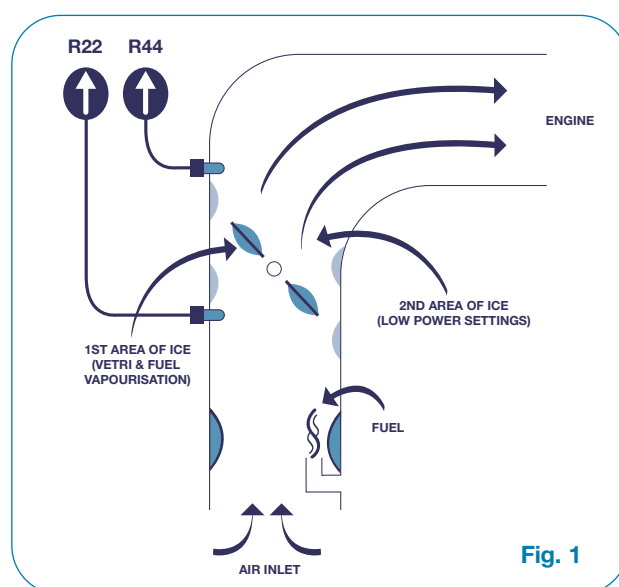 R22 R44
ENGINE
1ST AREA OF ICE
(VETRI & FUEL
VAPOURISATION)
2ND AREA OF ICE
(LOW POWER SETTINGS)
FUEL
AIR INLET
Fig. 1